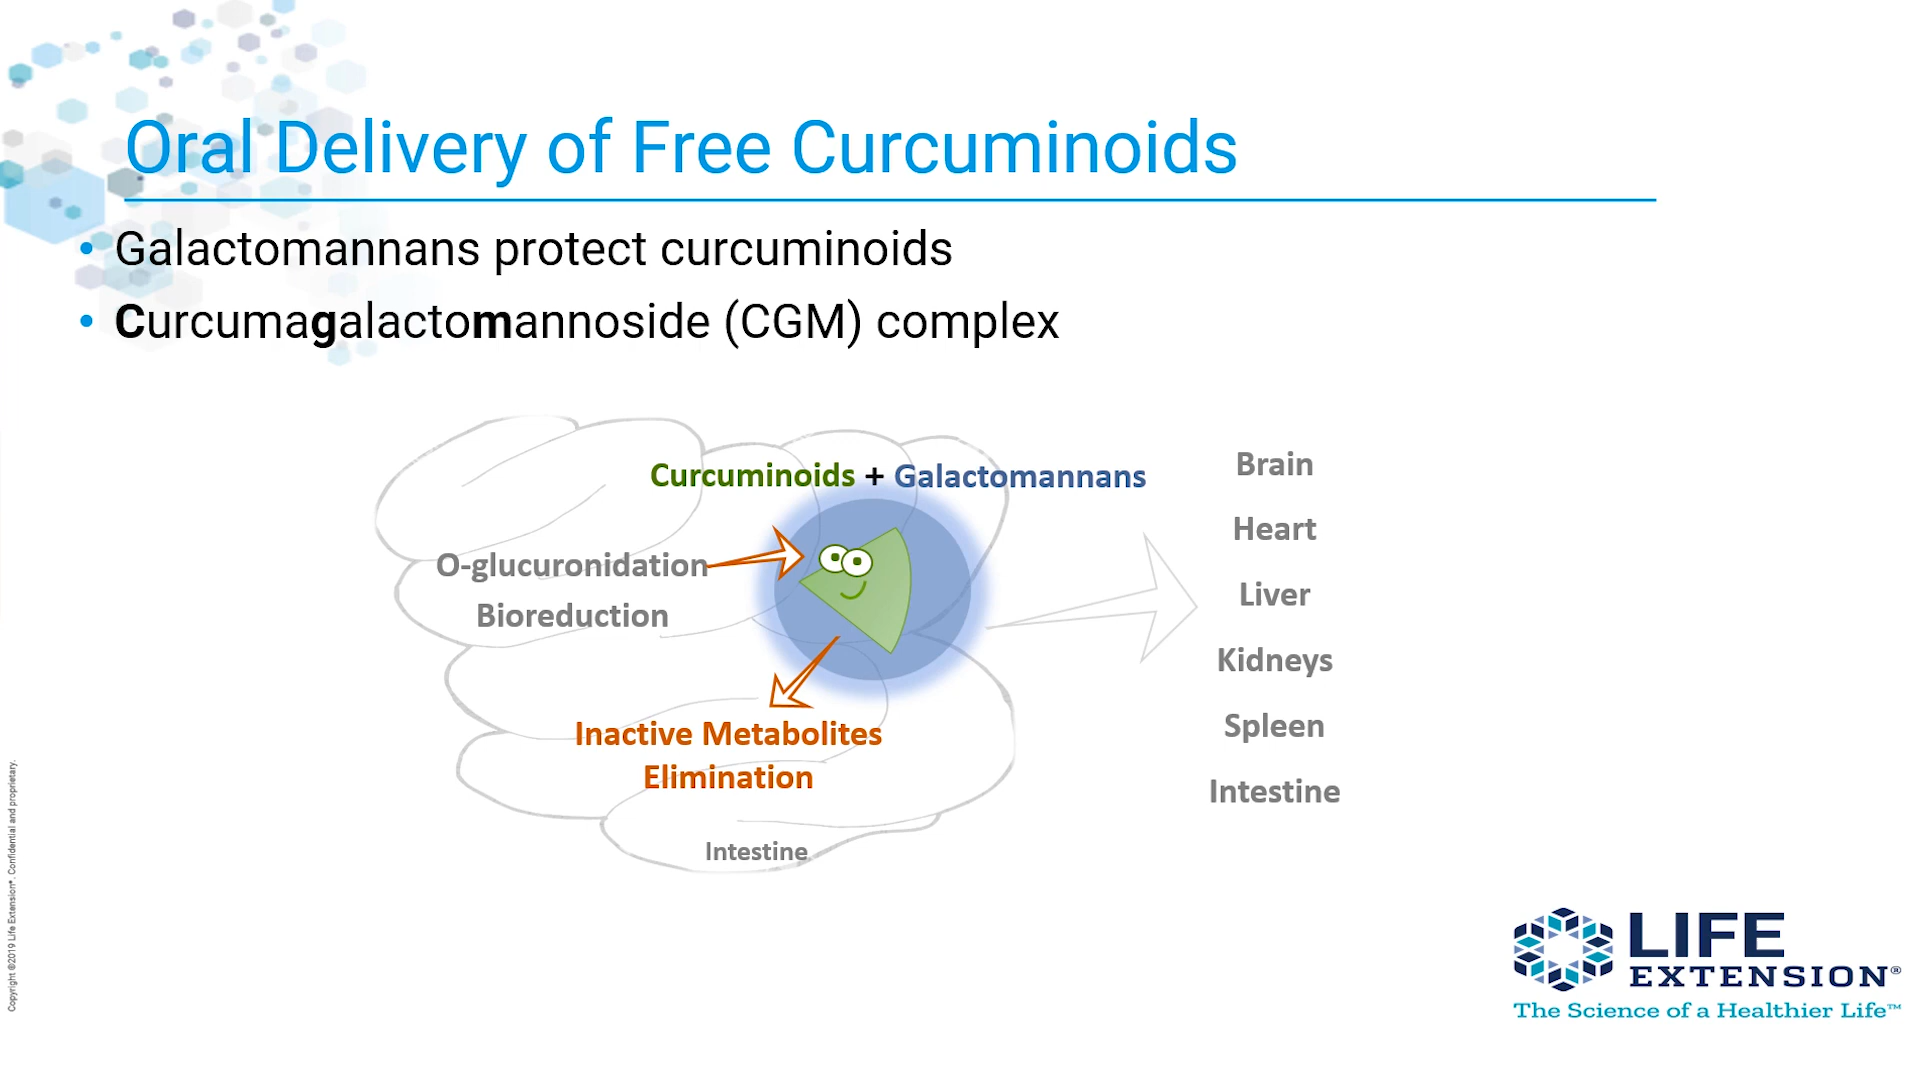 Oral Delivery of Free Curcuminoids
• Galactomannans protect curcuminoids
• Curcumagalactomannoside (CGM) complex
Curcuminoids + Galactomannans
O-glucuronidation
Bioreduction
Inactive Metabolites
Elimination
Intestine
Brain
Heart
Liver
Kidneys
Spleen
Intestine
Copyright ©2019 Life Extension®. Confidential and proprietary.
LIFE
EXTENSION®
The Science of a Healthier Life™